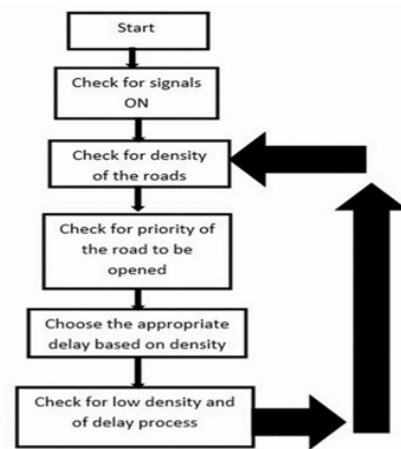 Start
Check for signals
ON
Check for density
of the roads
Check for priority of
the road to be
opened
Choose the appropriate
delay based on density
Check for low density and
of delay process